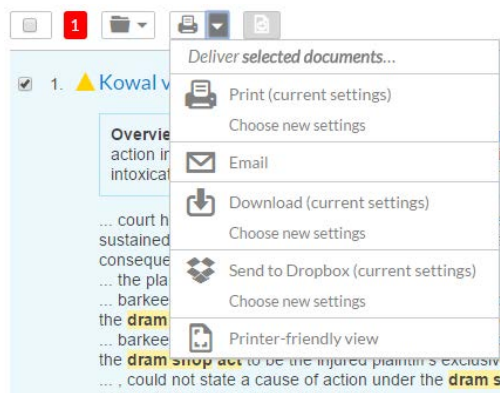 1
Deliver selected documents...
1. Kowal v
Print (current settings)
Choose new settings
Overvie
action in
intoxicat
Email
Download (current settings)
Choose new settings
... court h
sustained
conseque
Send to Dropbox (current settings)
Choose new settings
... the pla
... barkee
the dram
Printer-friendly view
... barkee
the dram shop act to be the injured plaintiff's exclusiv
... , could not state a cause of action under the dram s